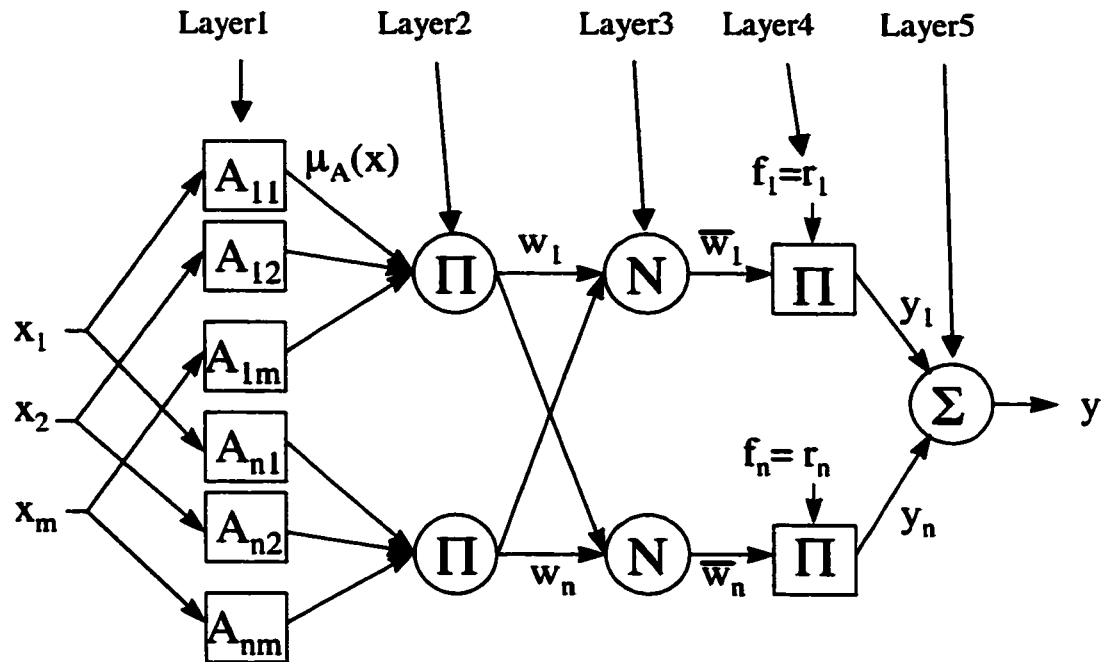 Layer1 Layer2 Layer3 Layer4 Layer5
A₁₁ μ_A(x)
f₁=r₁
A₁₂
Π w₁ N w̅₁ Π
x₁
A₁ₘ
y₁
x₂
Σ y
Aₙ₁
fₙ= rₙ
xₘ
Aₙ₂
yₙ
Π wₙ N w̅ₙ Π
Aₙₘ